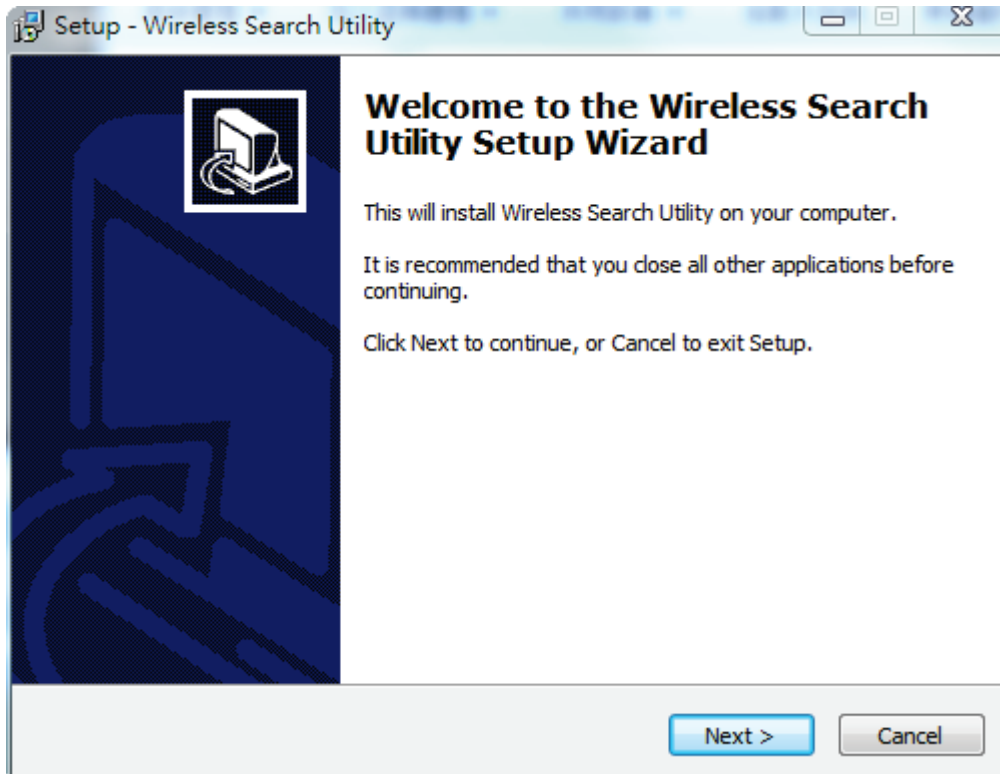 Setup - Wireless Search Utility
Welcome to the Wireless Search
Utility Setup Wizard
This will install Wireless Search Utility on your computer.
It is recommended that you close all other applications before
continuing.
Click Next to continue, or Cancel to exit Setup.
Next >
Cancel